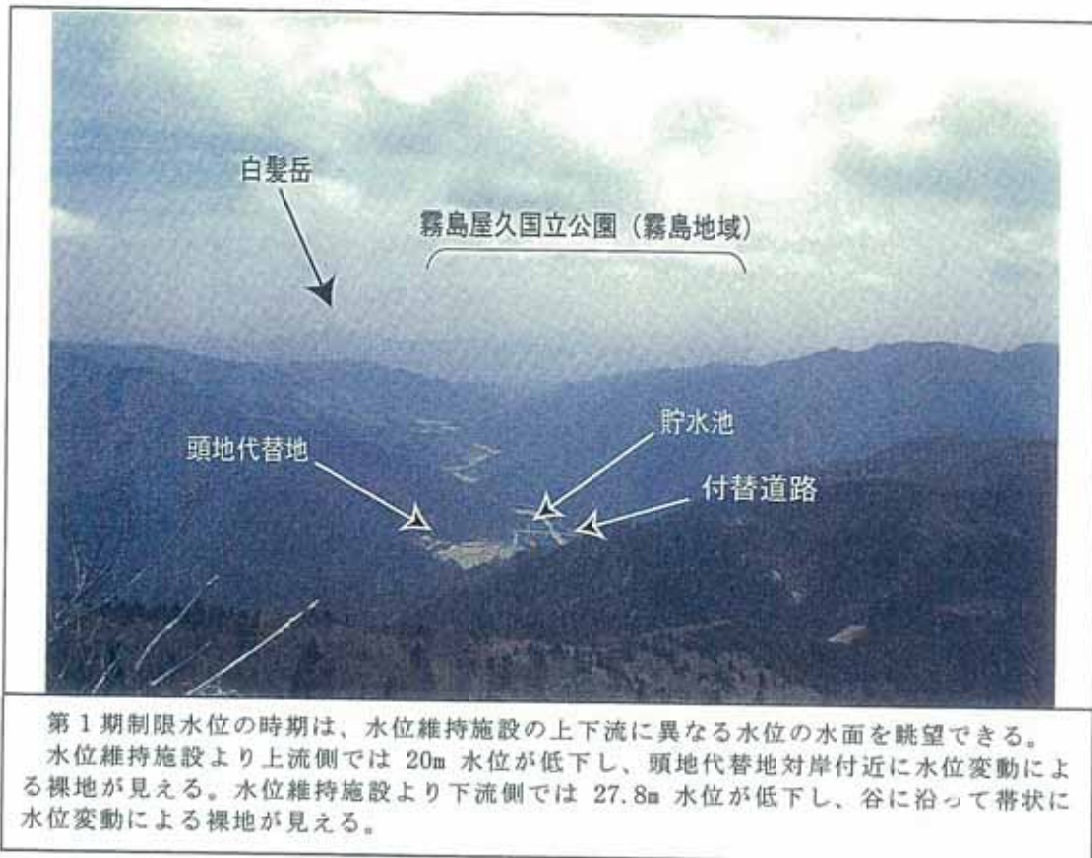 白髪岳
霧島屋久国立公園（霧島地域）
貯水池
頭地代替地
付替道路
第１期制限水位の時期は、水位維持施設の上下流に異なる水位の水面を眺望できる。
水位維持施設より上流側では 20m 水位が低下し、頭地代替地対岸付近に水位変動によ
る裸地が見える。水位維持施設より下流側では 27.8m 水位が低下し、谷に沿って帯状に
水位変動による裸地が見える。